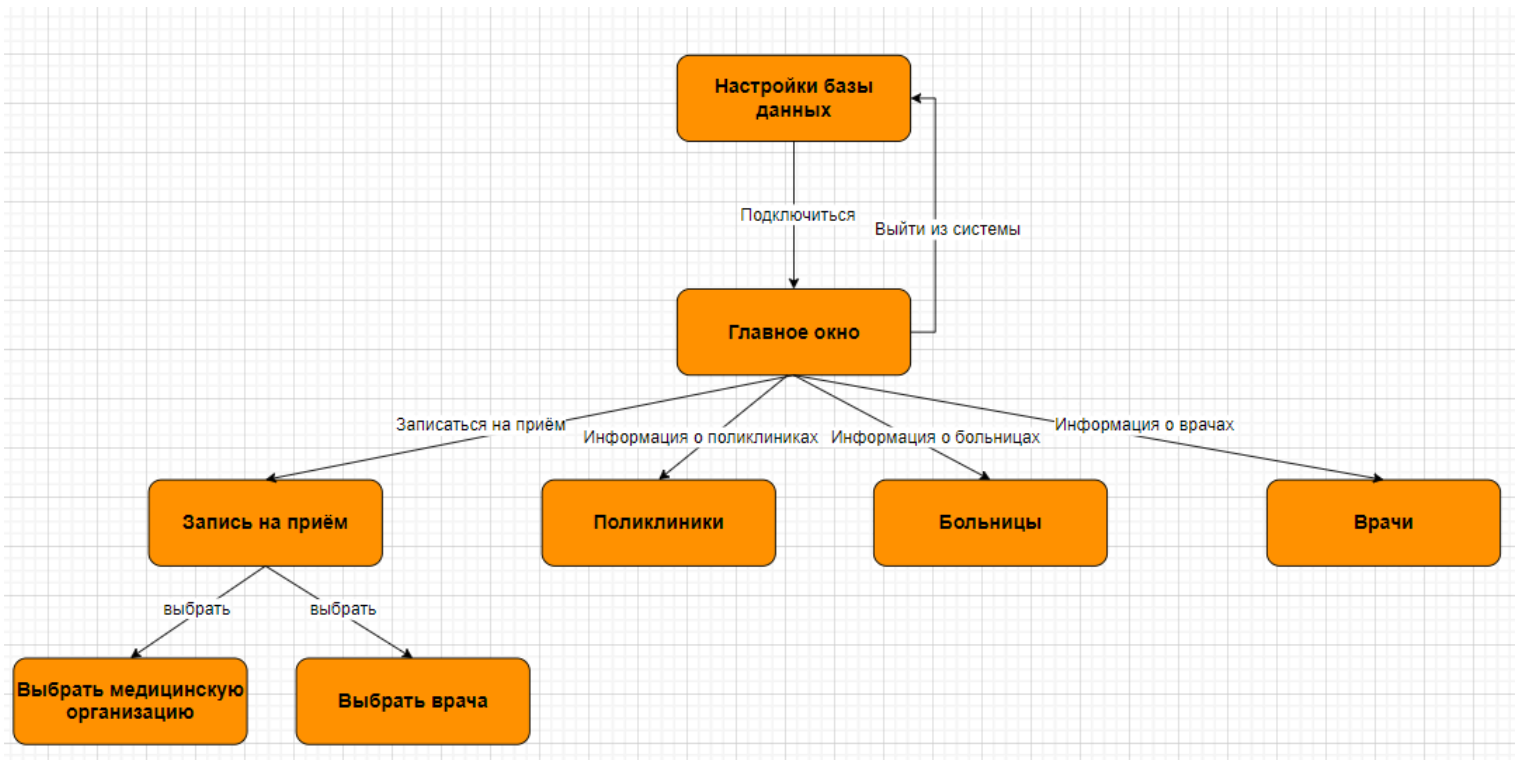 Настройки базы
данных
Подключиться
Выйти из системы
Главное окно
Записаться на приём
Информация о поликлиниках
Информация о больницах
Информация о врачах
Запись на приём
Поликлиники
Больницы
Врачи
выбрать
выбрать
Выбрать медицинскую
организацию
Выбрать врача